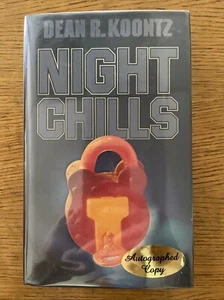 DEAN R. KOONTZ
NIGHT
CHILLS
Autographed
Copy